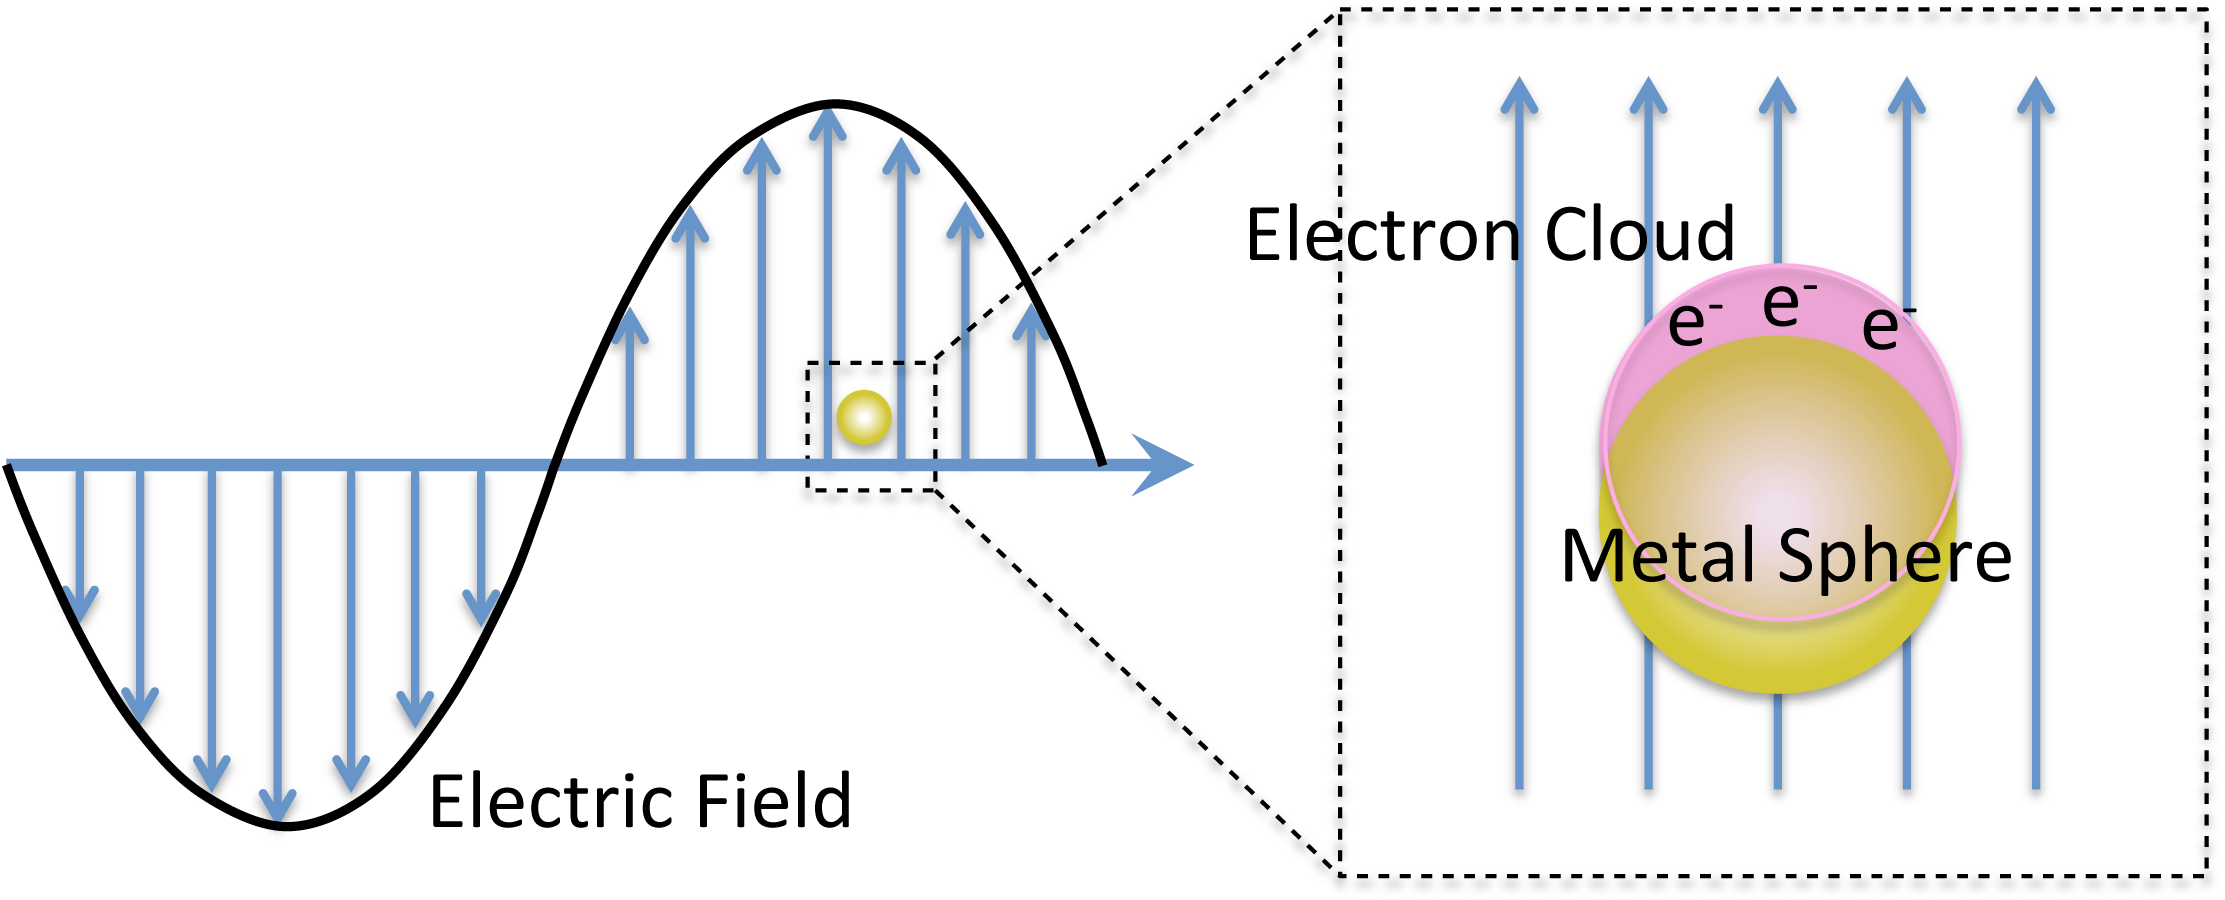 Electron Cloud
e- e- e-
Metal Sphere
Electric Field